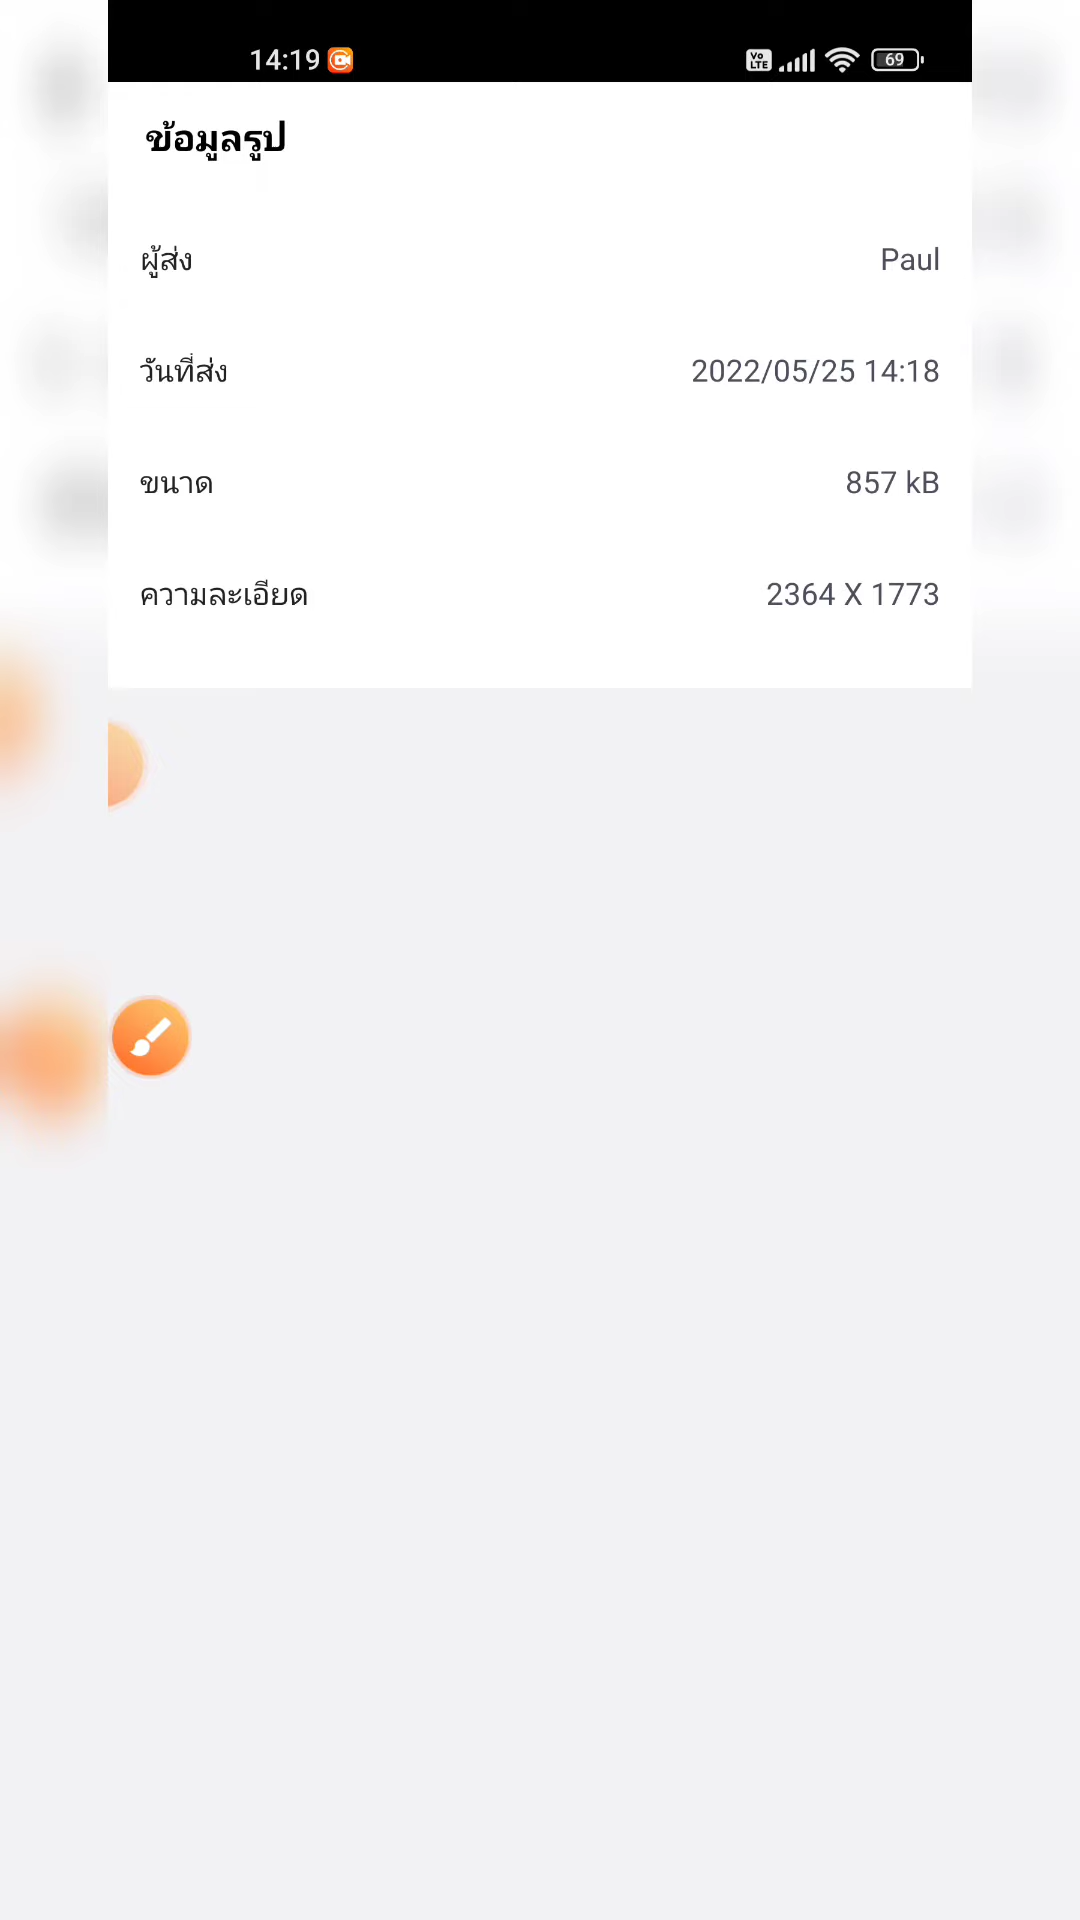 14:19 Vo LTE 69
ข้อมูลรูป
ผู้ส่ง Paul
วันที่ส่ง 2022/05/25 14:18
ขนาด 857 kB
ความละเอียด 2364 X 1773